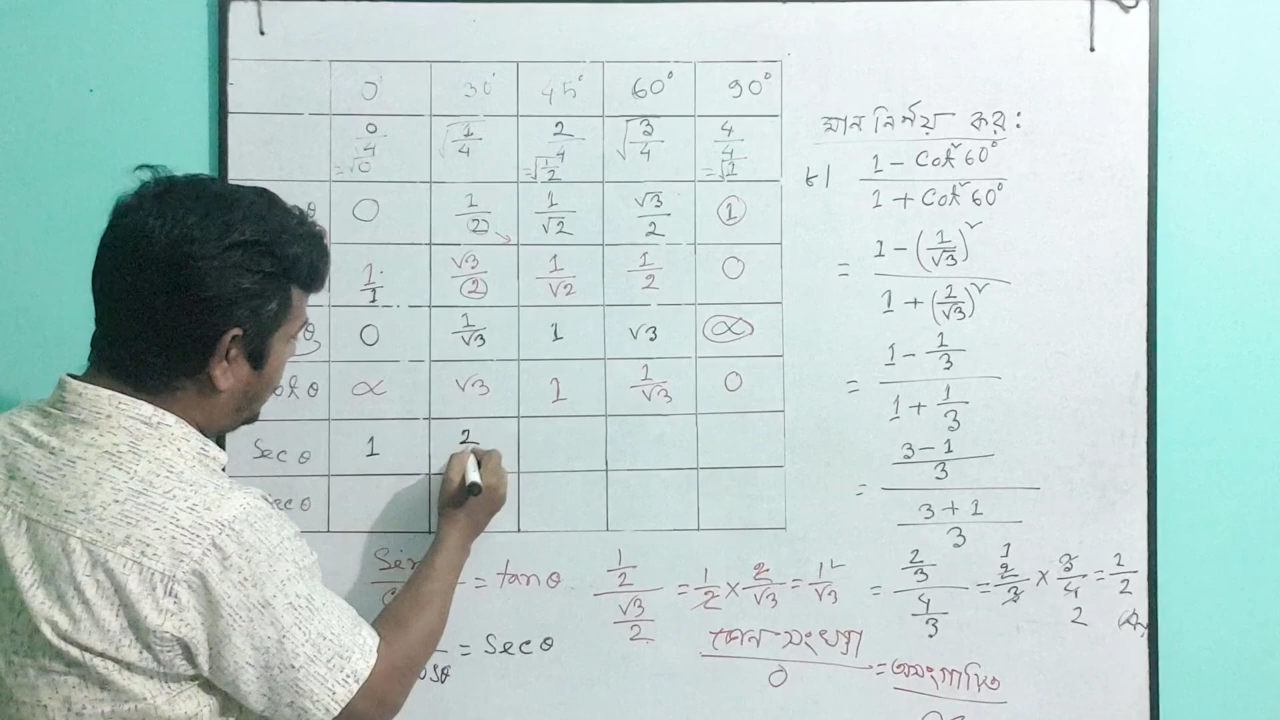 0° 30° 45° 60° 90°
0/4 =√0 √(1/4) 2/4 =√(1/2) √(3/4) 4/4 =√1
θ 0 1/2 1/√2 √3/2 1
1/1 √3/2 1/√2 1/2 0
θ 0 1/√3 1 √3 ∝
cot θ ∝ √3 1 1/√3 0
Sec θ 1 2
sec θ
= tan θ
= Sec θ
(1/2)/(√3/2) = 1/2 × 2/√3 = 1/√3
কোন সংখ্যা/0 = অসংজ্ঞায়িত
মান নির্ণয় কর:
৮। (1 - Cot²60°)/(1 + Cot²60°)
= (1 - (1/√3)²)/(1 + (1/√3)²)
= (1 - 1/3)/(1 + 1/3)
= ((3-1)/3)/((3+1)/3)
= (2/3)/(4/3) = 2/3 × 3/4 = 1/2